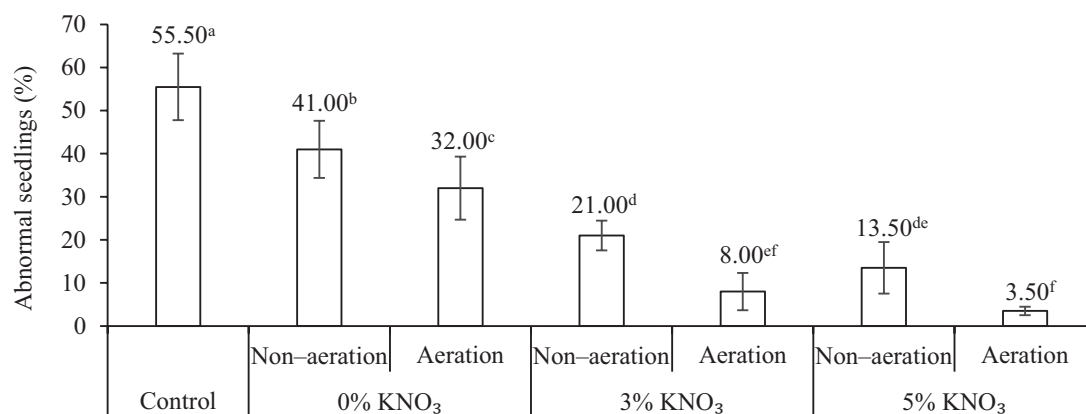 Abnormal seedlings (%)
70
60
50
40
30
20
10
0
55.50ᵃ
41.00ᵇ
32.00ᶜ
21.00ᵈ
8.00ᵉᶠ
13.50ᵈᵉ
3.50ᶠ
Non–aeration Aeration Non–aeration Aeration Non–aeration Aeration
Control 0% KNO₃ 3% KNO₃ 5% KNO₃